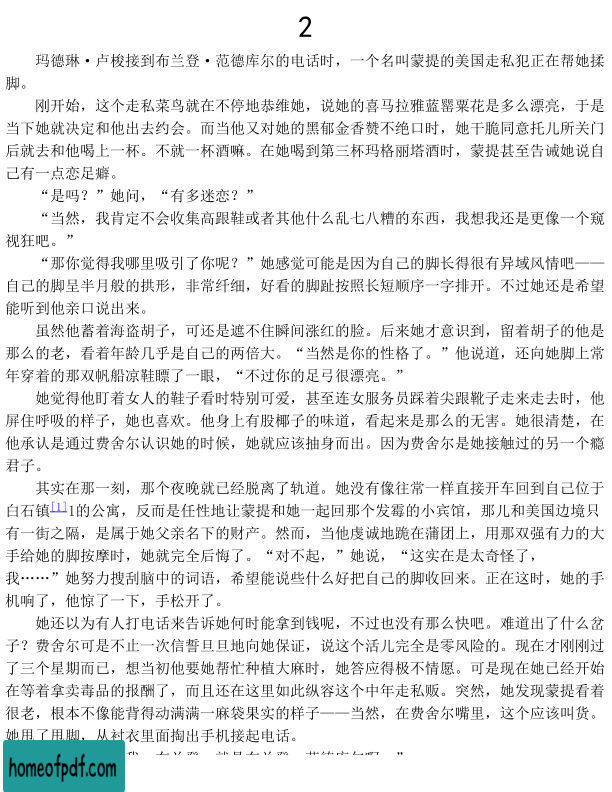 2
玛德琳·卢梭接到布兰登·范德库尔的电话时，一个名叫蒙提的美国走私犯正在帮她揉
脚。
刚开始，这个走私菜鸟就在不停地恭维她，说她的喜马拉雅蓝罂粟花是多么漂亮，于是
当下她就决定和他出去约会。而当他又对她的黑郁金香赞不绝口时，她干脆同意托儿所关门
后就去和他喝上一杯。不就一杯酒嘛。在她喝到第三杯玛格丽塔酒时，蒙提甚至告诫她说自
己有一点恋足癖。
“是吗？”她问，“有多迷恋？”
“当然，我肯定不会收集高跟鞋或者其他什么乱七八糟的东西，我想我还是更像一个窥
视狂吧。”
“那你觉得我哪里吸引了你呢？”她感觉可能是因为自己的脚长得很有异域风情吧——
自己的脚呈半月般的拱形，非常纤细，好看的脚趾按照长短顺序一字排开。不过她还是希望
能听到他亲口说出来。
虽然他蓄着海盗胡子，可还是遮不住瞬间涨红的脸。后来她才意识到，留着胡子的他是
那么的老，看着年龄几乎是自己的两倍大。“当然是你的性格了。”他说道，还向她脚上常
年穿着的那双帆船凉鞋瞟了一眼，“不过你的足弓很漂亮。”
她觉得他盯着女人的鞋子看时特别可爱，甚至连女服务员踩着尖跟靴子走来走去时，他
屏住呼吸的样子，她也喜欢。他身上有股椰子的味道，看起来是那么的无害。她很清楚，在
他承认是通过费舍尔认识她的时候，她就应该抽身而出。因为费舍尔是她接触过的另一个瘾
君子。
其实在那一刻，那个夜晚就已经脱离了轨道。她没有像往常一样直接开车回到自己位于
白石镇[1]1的公寓，反而是任性地让蒙提和她一起回那个发霉的小宾馆，那儿和美国边境只
有一街之隔，是属于她父亲名下的财产。然而，当他虔诚地跪在蒲团上，用那双强有力的大
手给她的脚按摩时，她就完全后悔了。“对不起，”她说，“这实在是太奇怪了，
我……”她努力搜刮脑中的词语，希望能说些什么好把自己的脚收回来。正在这时，她的手
机响了，他惊了一下，手松开了。
她还以为有人打电话来告诉她何时能拿到钱呢，不过也没有那么快吧。难道出了什么岔
子？费舍尔可是不止一次信誓旦旦地向她保证，说这个活儿完全是零风险的。现在才刚刚过
了三个星期而已，想当初他要她帮忙种植大麻时，她答应得极不情愿。可是现在她已经开始
在等着拿卖毒品的报酬了，而且还在这里如此纵容这个中年走私贩。突然，她发现蒙提看着
很老，根本不像能背得动满满一麻袋果实的样子——当然，在费舍尔嘴里，这个应该叫货。
她甩了甩脚，从衬衣里面掏出手机接起电话。
homeofpdf.com